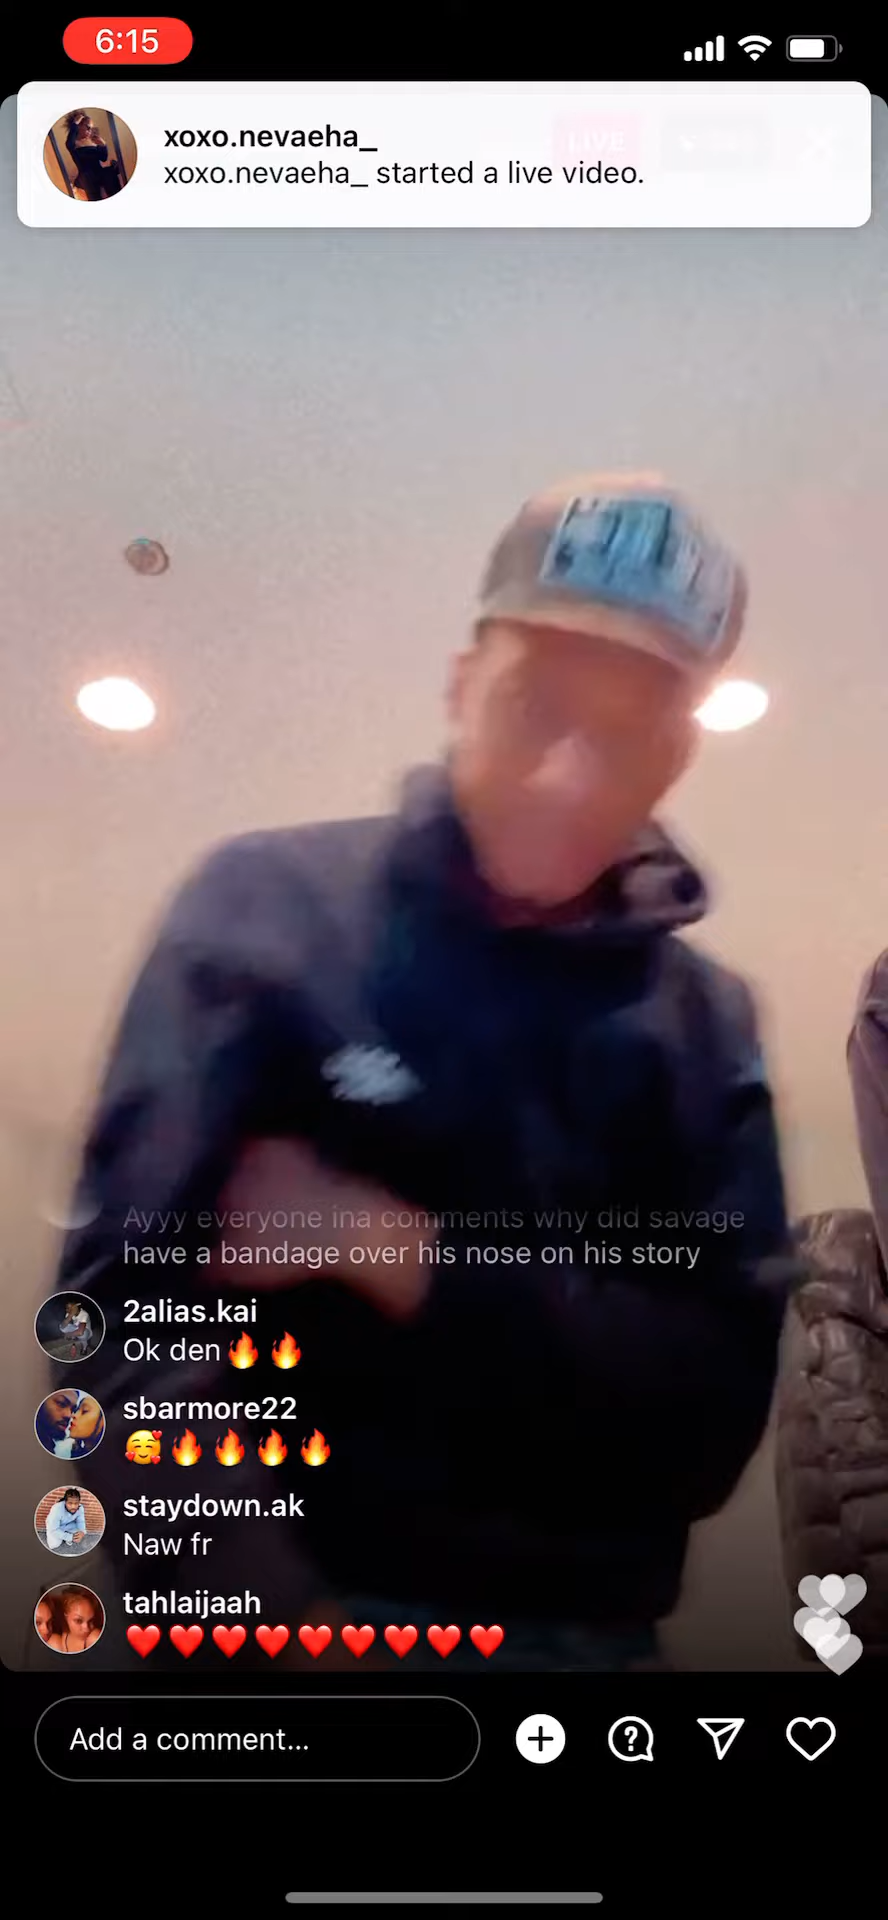 6:15
xoxo.nevaeha_
xoxo.nevaeha_ started a live video.
LIVE
Ayyy everyone ina comments why did savage
have a bandage over his nose on his story
2alias.kai
Ok den🔥 🔥
sbarmore22
🥰🔥🔥🔥🔥
staydown.ak
Naw fr
tahlaijaah
❤️❤️❤️❤️❤️❤️❤️❤️❤️
Add a comment...